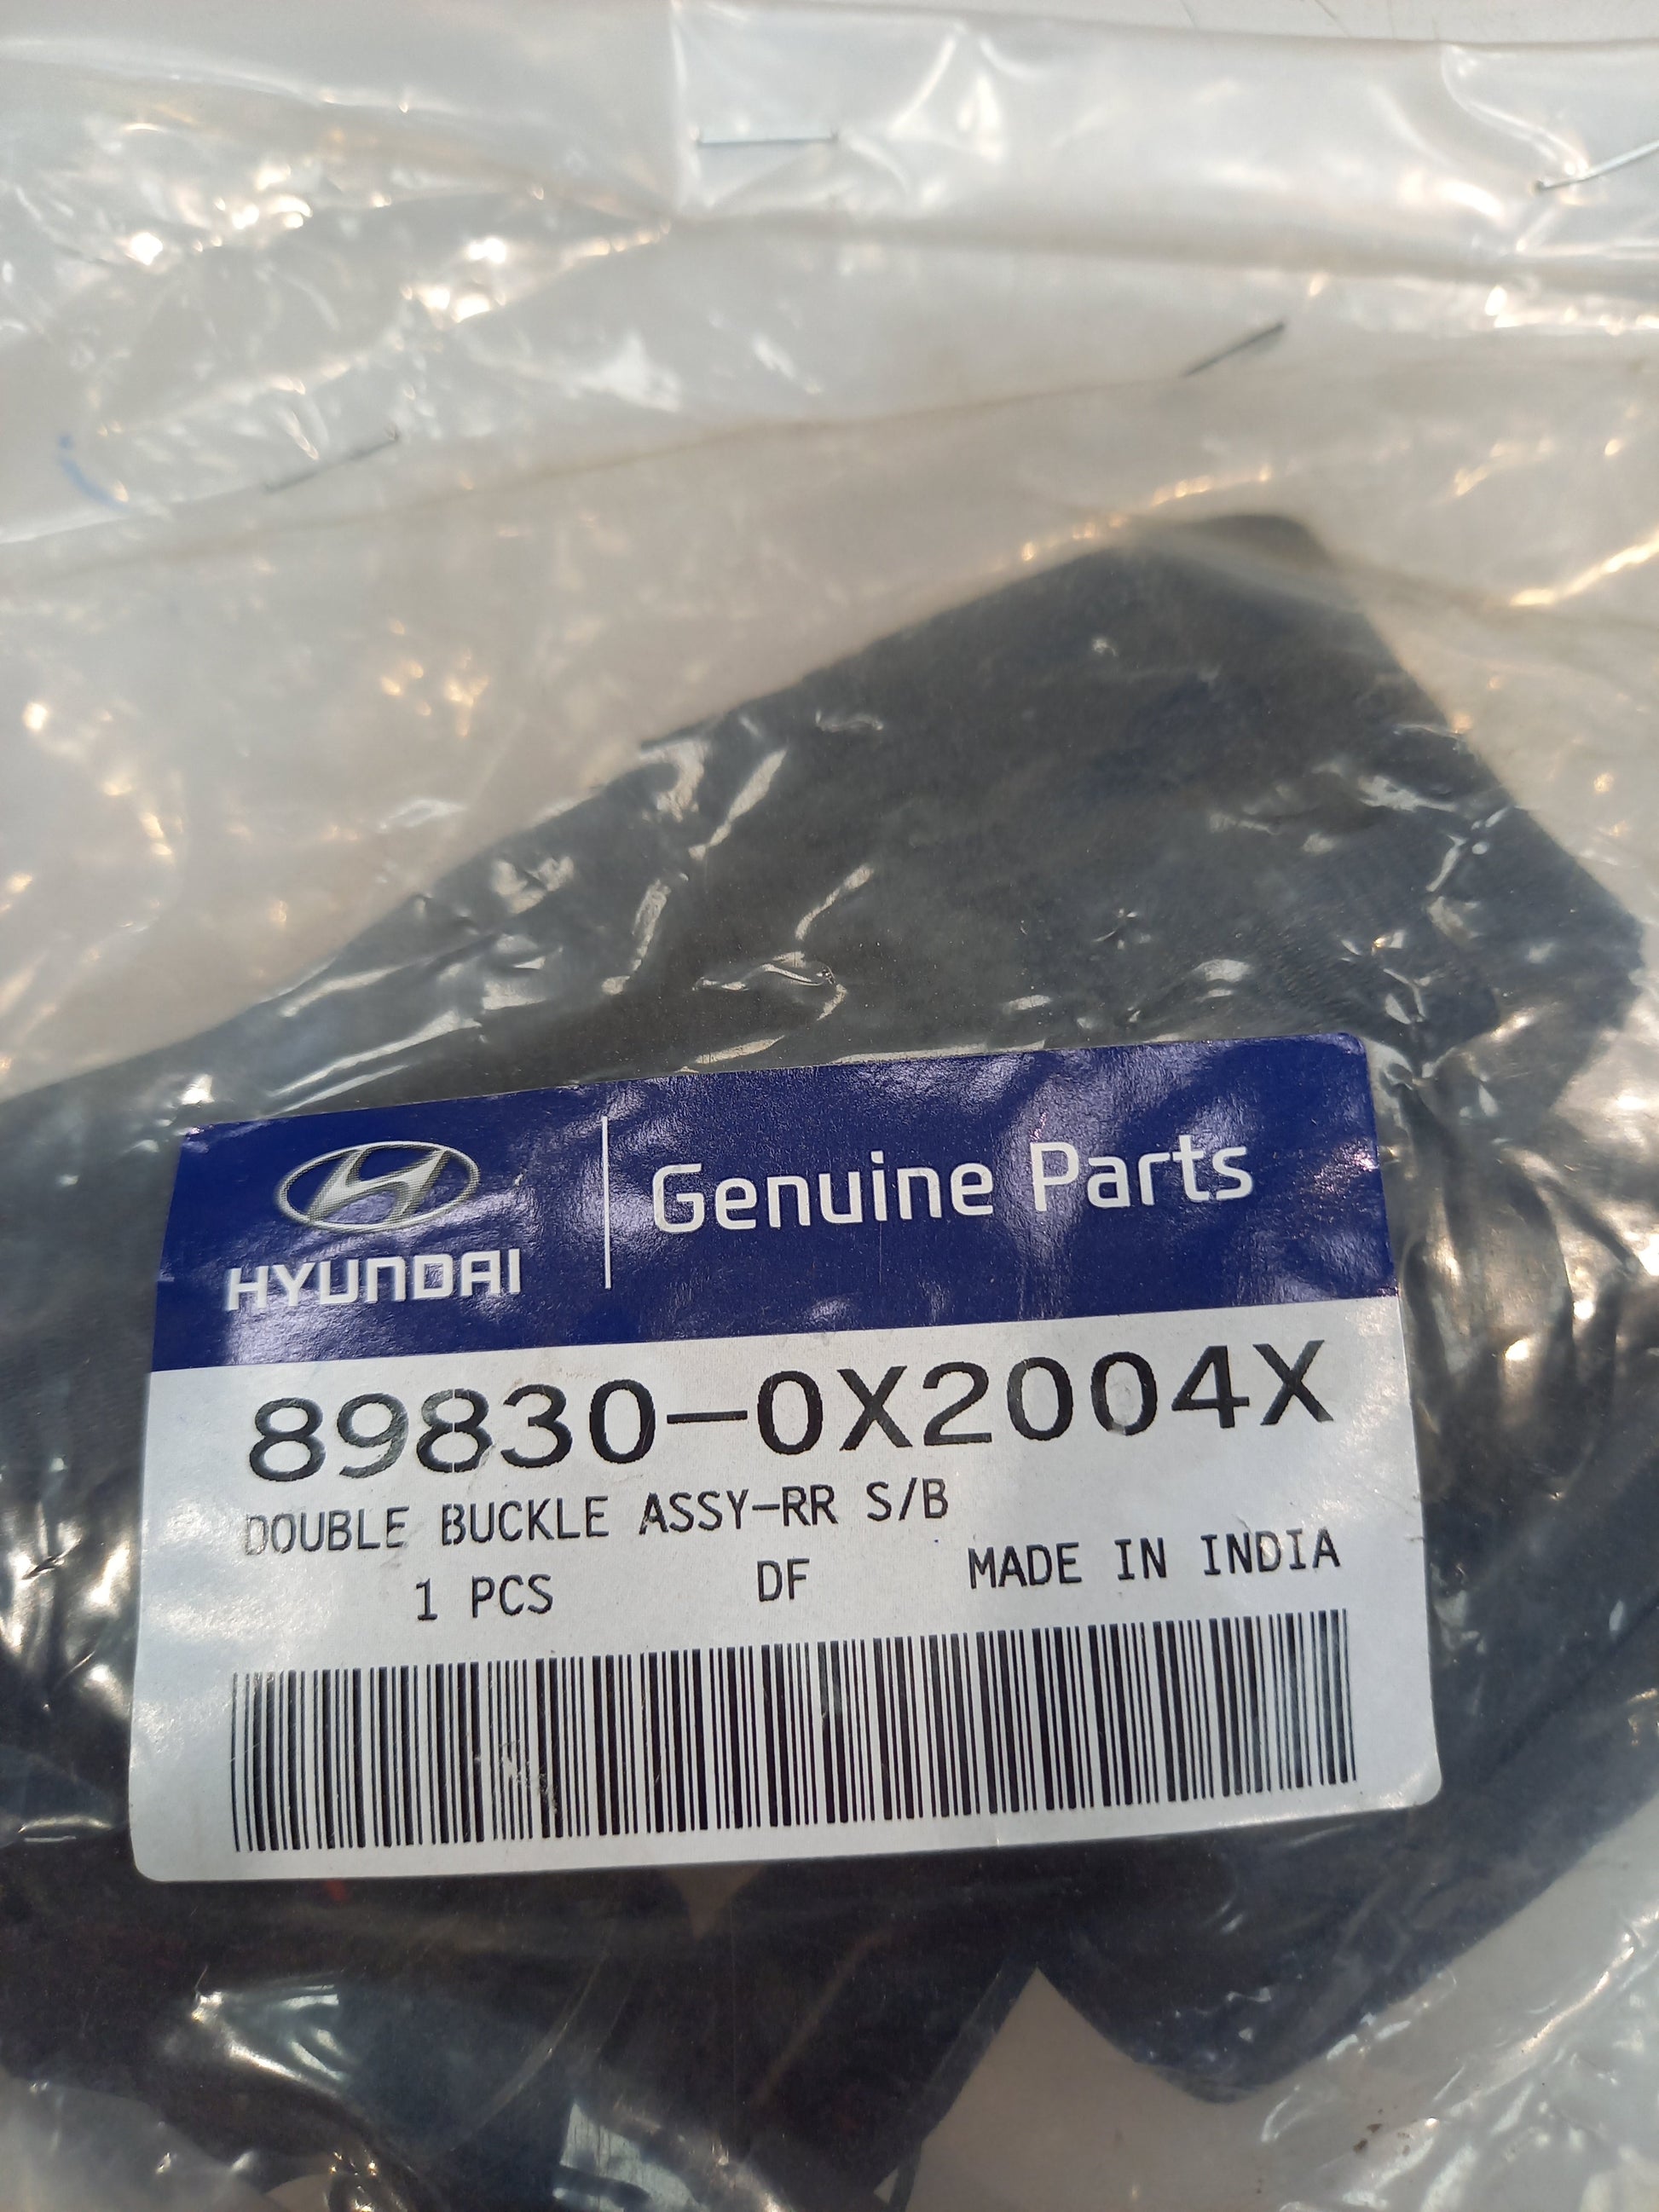 HYUNDAI
Genuine Parts
89830-0X2004X
DOUBLE BUCKLE ASSY-RR S/B
1 PCS DF MADE IN INDIA